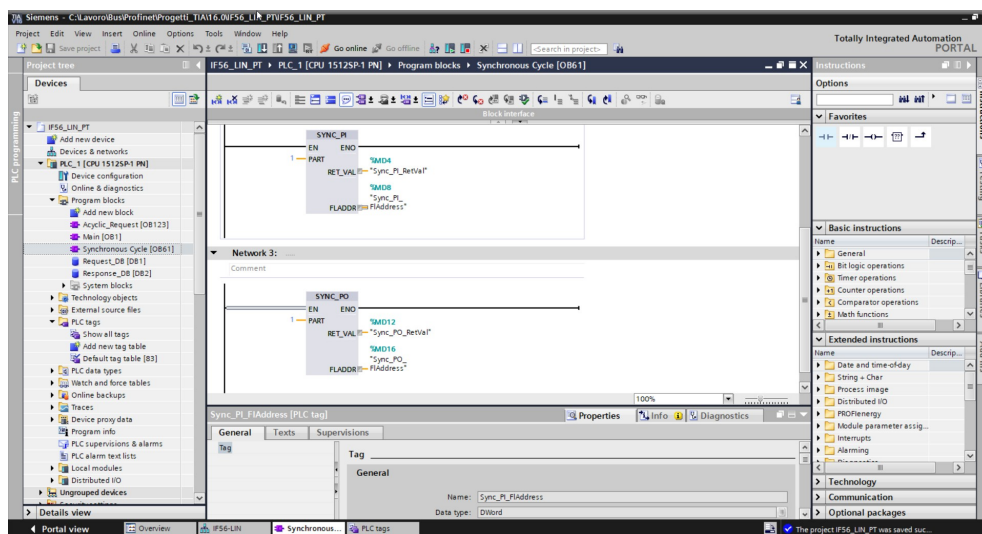 Siemens - C:\Lavoro\Bus\Profinet\Progetti_TIA\16.0\IF56_LIN_PT\IF56_LIN_PT
Project Edit View Insert Online Options Tools Window Help
Totally Integrated Automation
PORTAL
Save project
Go online
Go offline
<Search in project>
Project tree
IF56_LIN_PT ▸ PLC_1 [CPU 1512SP-1 PN] ▸ Program blocks ▸ Synchronous Cycle [OB61]
Instructions
Devices
Options
PLC programming
Block interface
Favorites
IF56_LIN_PT
Add new device
Devices & networks
PLC_1 [CPU 1512SP-1 PN]
Device configuration
Online & diagnostics
Program blocks
Add new block
Acyclic_Request [OB123]
Main [OB1]
Synchronous Cycle [OB61]
Request_DB [DB1]
Response_DB [DB2]
System blocks
Technology objects
External source files
PLC tags
Show all tags
Add new tag table
Default tag table [83]
PLC data types
Watch and force tables
Online backups
Traces
Device proxy data
Program info
PLC supervisions & alarms
PLC alarm text lists
Local modules
Distributed I/O
Ungrouped devices
Details view
SYNC_PI
EN ENO
1 PART
%MD4
RET_VAL "Sync_PI_RetVal"
%MD8
"Sync_PI_
FLADDR FlAddress"
Network 3: .....
Comment
SYNC_PO
EN ENO
1 PART
%MD12
RET_VAL "Sync_PO_RetVal"
%MD16
"Sync_PO_
FLADDR FlAddress"
100%
Sync_PI_FlAddress [PLC tag]
Properties
Info
Diagnostics
General Texts Supervisions
Tag
Tag
General
Name: Sync_PI_FlAddress
Data type: DWord
Basic instructions
Name Descrip...
General
Bit logic operations
Timer operations
Counter operations
Comparator operations
Math functions
Extended instructions
Name Descrip...
Date and time-of-day
String + Char
Process image
Distributed I/O
PROFIenergy
Module parameter assig...
Interrupts
Alarming
Technology
Communication
Optional packages
Portal view
Overview
IF56-LIN
Synchronous...
PLC tags
The project IF56_LIN_PT was saved suc...